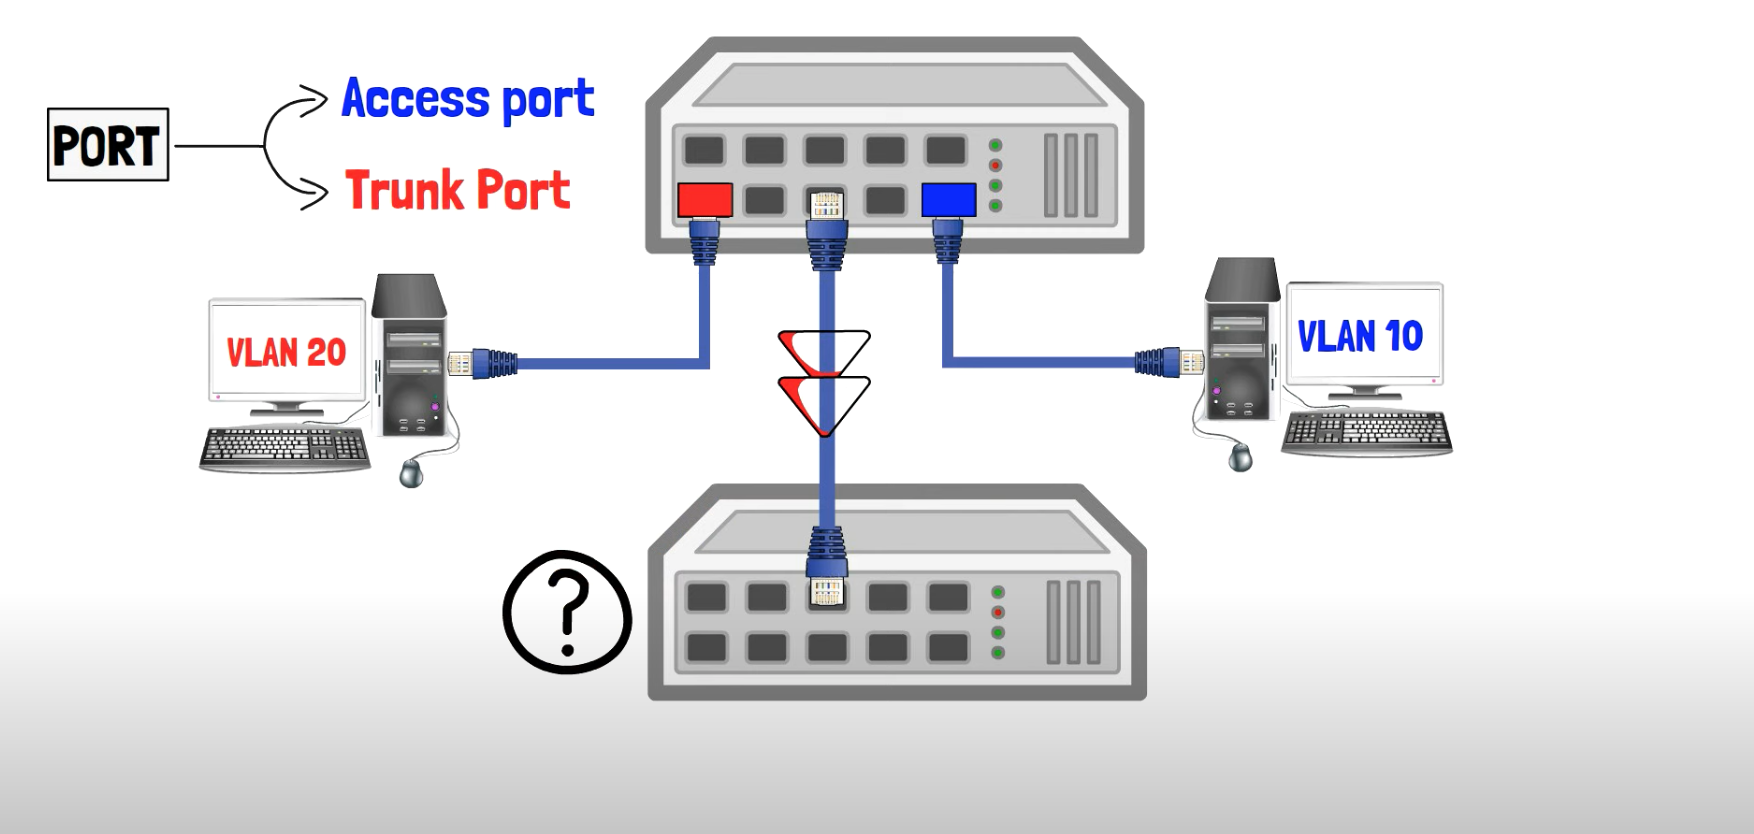 PORT
Access port
Trunk Port
VLAN 20
VLAN 10
?